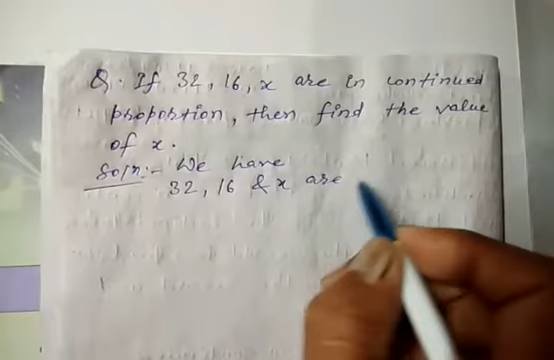 Q. If 32, 16, x are in continued
proportion, then find the value
of x.
Soln:- We have
32, 16 & x are